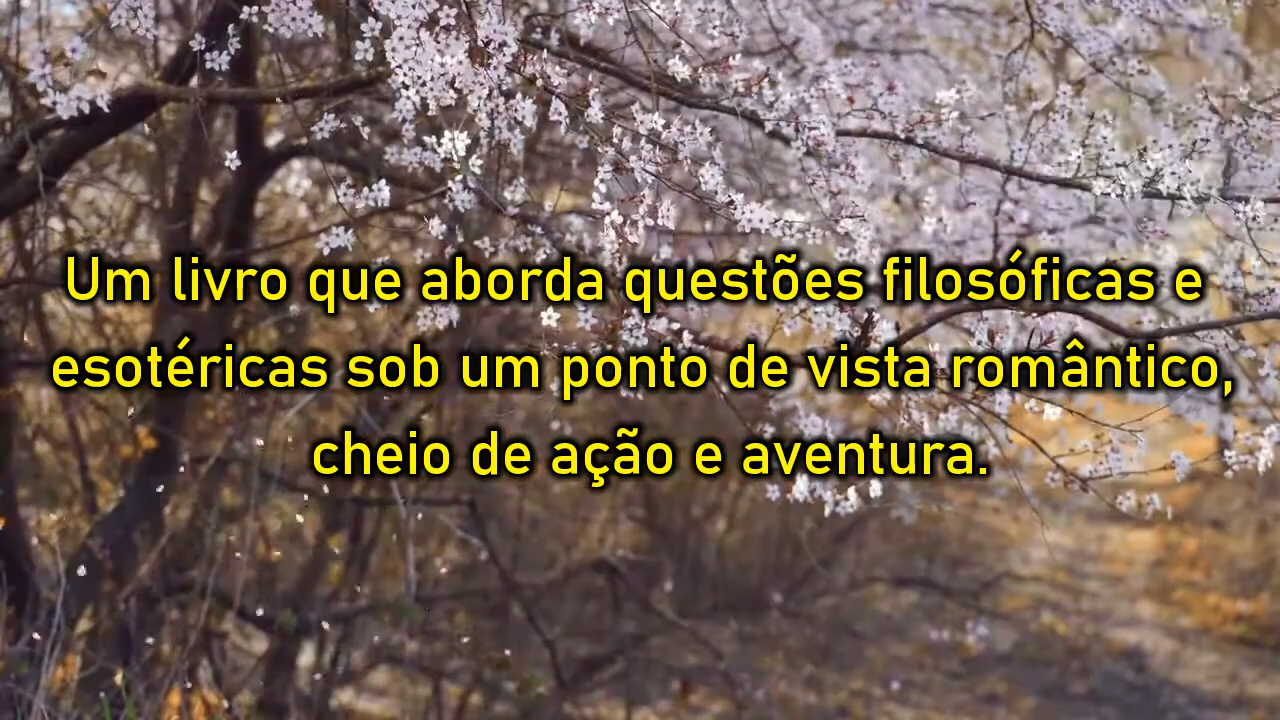 Um livro que aborda questões filosóficas e
esotéricas sob um ponto de vista romântico,
cheio de ação e aventura.